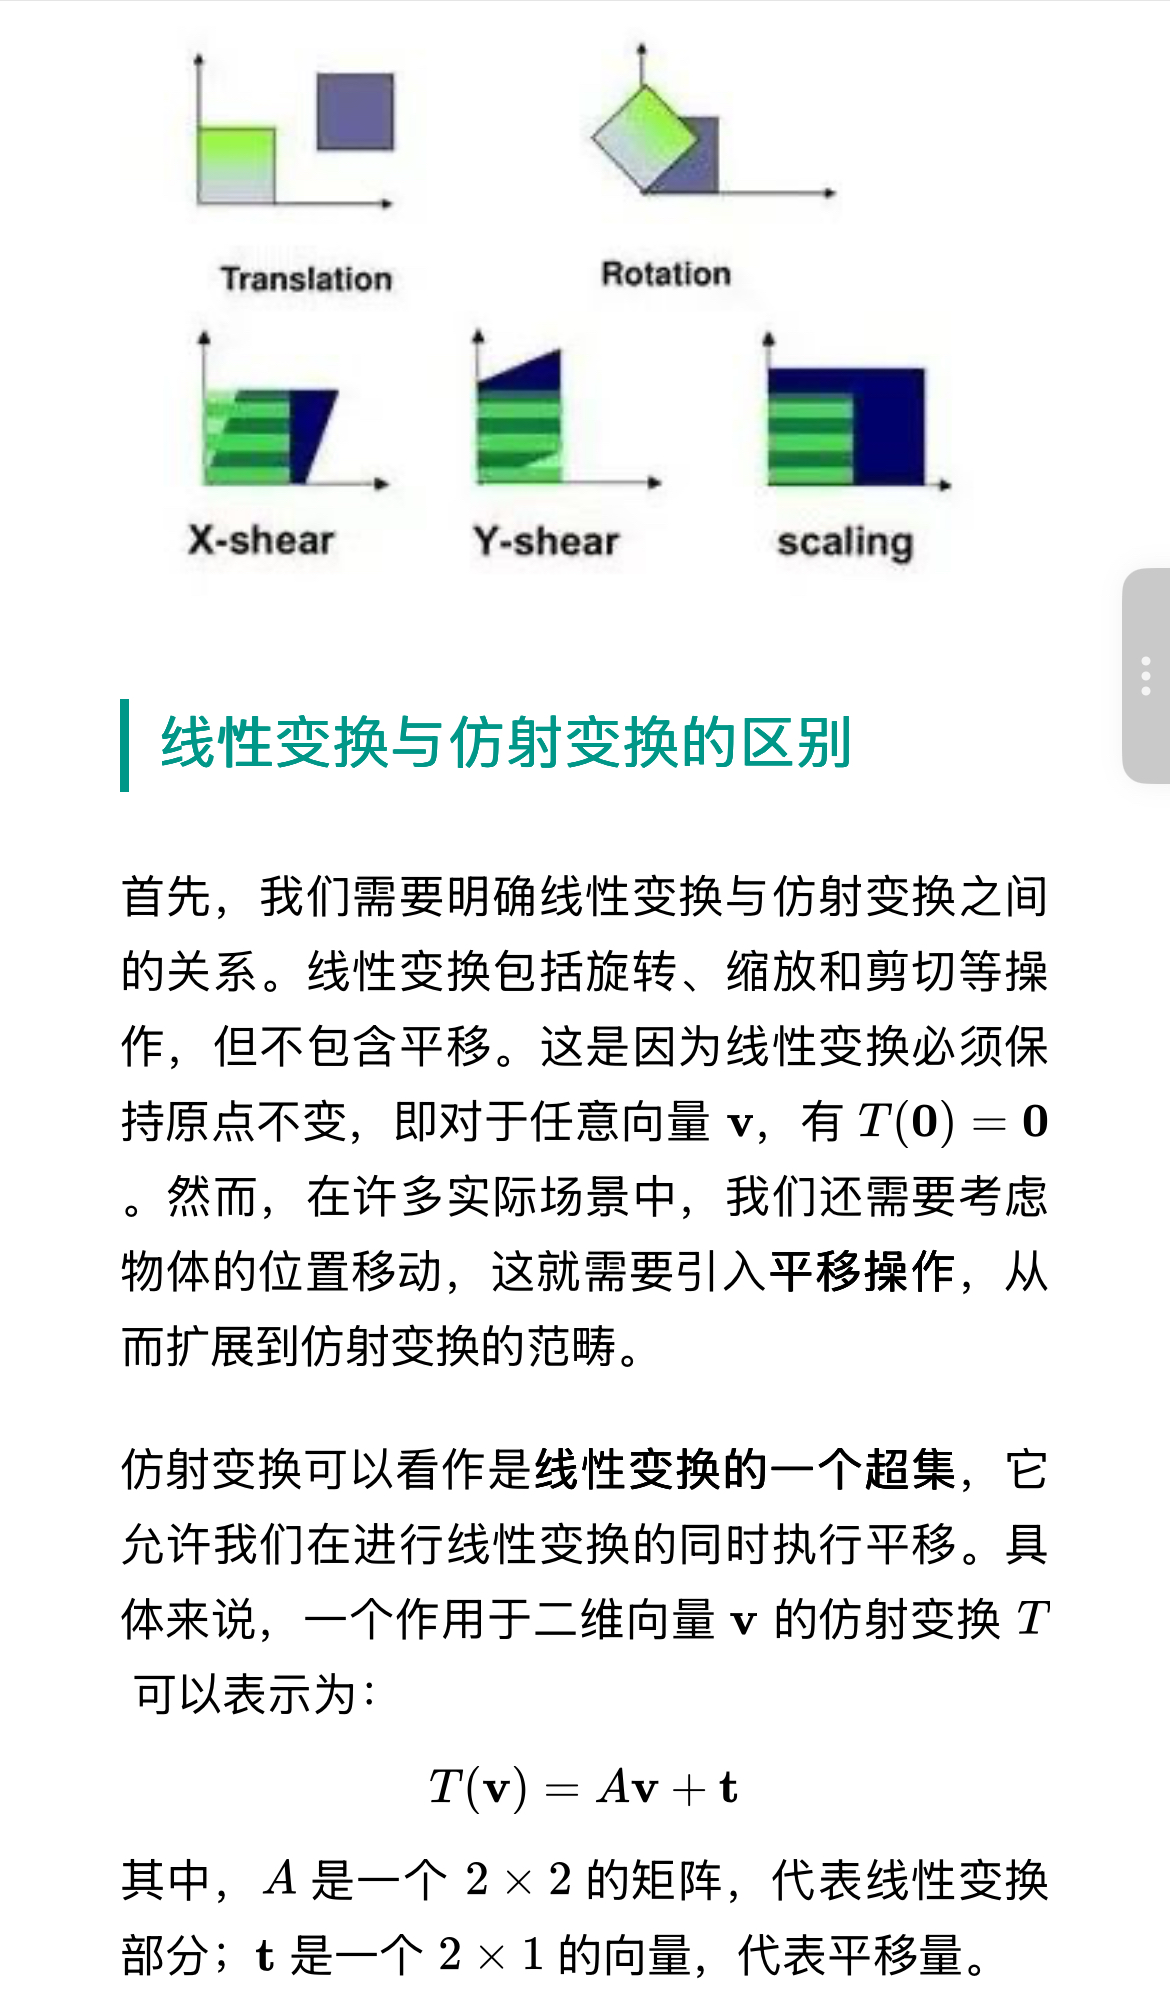 Translation
Rotation
X-shear
Y-shear
scaling
线性变换与仿射变换的区别
首先，我们需要明确线性变换与仿射变换之间
的关系。线性变换包括旋转、缩放和剪切等操
作，但不包含平移。这是因为线性变换必须保
持原点不变，即对于任意向量 v，有 T(0) = 0
。然而，在许多实际场景中，我们还需要考虑
物体的位置移动，这就需要引入平移操作，从
而扩展到仿射变换的范畴。
仿射变换可以看作是线性变换的一个超集，它
允许我们在进行线性变换的同时执行平移。具
体来说，一个作用于二维向量 v 的仿射变换 T
可以表示为：
T(v) = Av + t
其中，A 是一个 2 × 2 的矩阵，代表线性变换
部分；t 是一个 2 × 1 的向量，代表平移量。